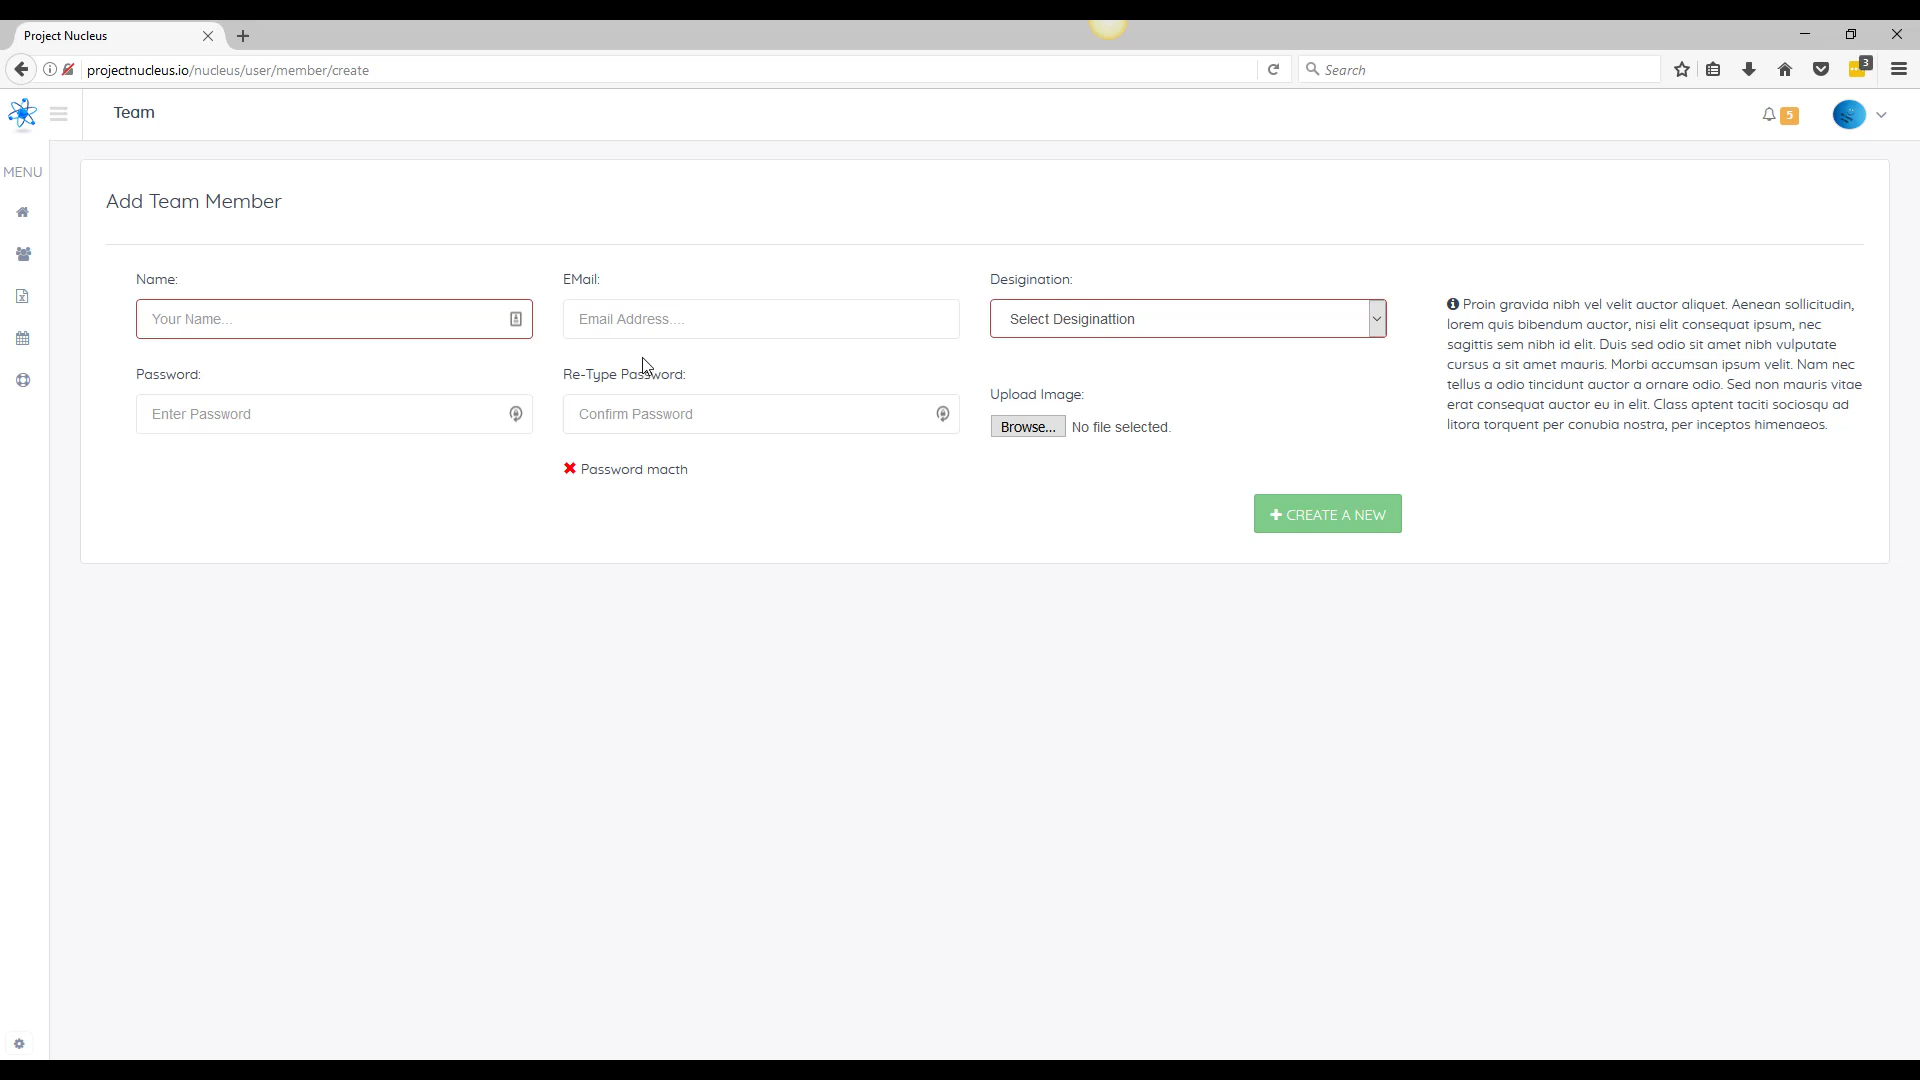 Project Nucleus
projectnucleus.io/nucleus/user/member/create
Search
3
Team
5
MENU
Add Team Member
Name:
EMail:
Desigination:
Your Name...
Email Address....
Select Desiginattion
Proin gravida nibh vel velit auctor aliquet. Aenean sollicitudin,
lorem quis bibendum auctor, nisi elit consequat ipsum, nec
sagittis sem nibh id elit. Duis sed odio sit amet nibh vulputate
cursus a sit amet mauris. Morbi accumsan ipsum velit. Nam nec
tellus a odio tincidunt auctor a ornare odio. Sed non mauris vitae
erat consequat auctor eu in elit. Class aptent taciti sociosqu ad
litora torquent per conubia nostra, per inceptos himenaeos.
Password:
Re-Type Password:
Upload Image:
Enter Password
Confirm Password
Browse...
No file selected.
Password macth
CREATE A NEW